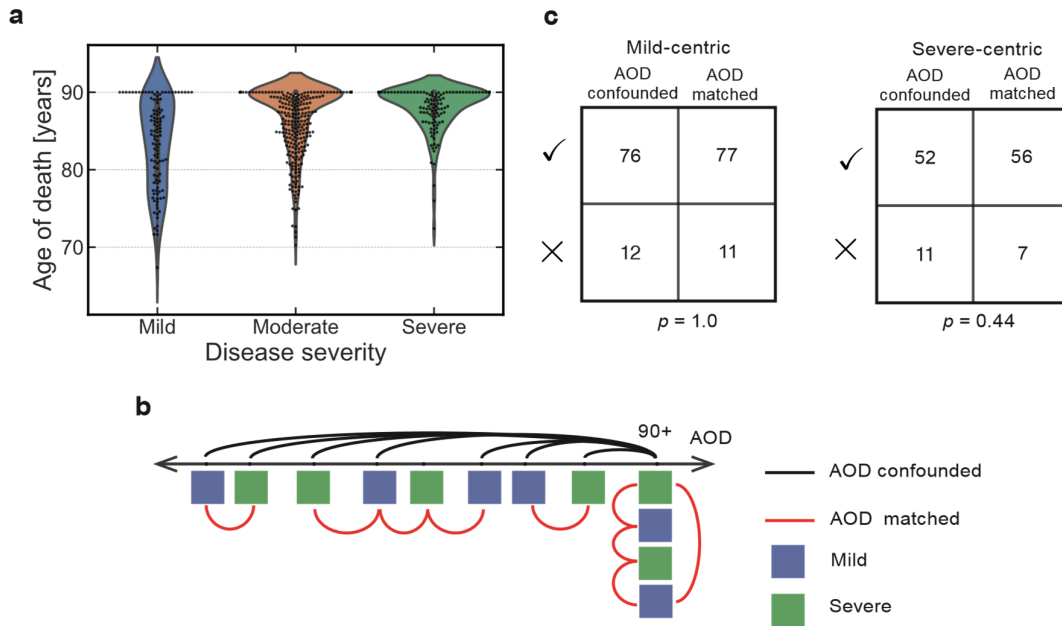 a
Age of death [years]
90
80
70
Mild
Moderate
Severe
Disease severity
c
Mild-centric
AOD
confounded
AOD
matched
✓
76
77
✕
12
11
p = 1.0
Severe-centric
AOD
confounded
AOD
matched
✓
52
56
✕
11
7
p = 0.44
b
90+
AOD
AOD confounded
AOD matched
Mild
Severe